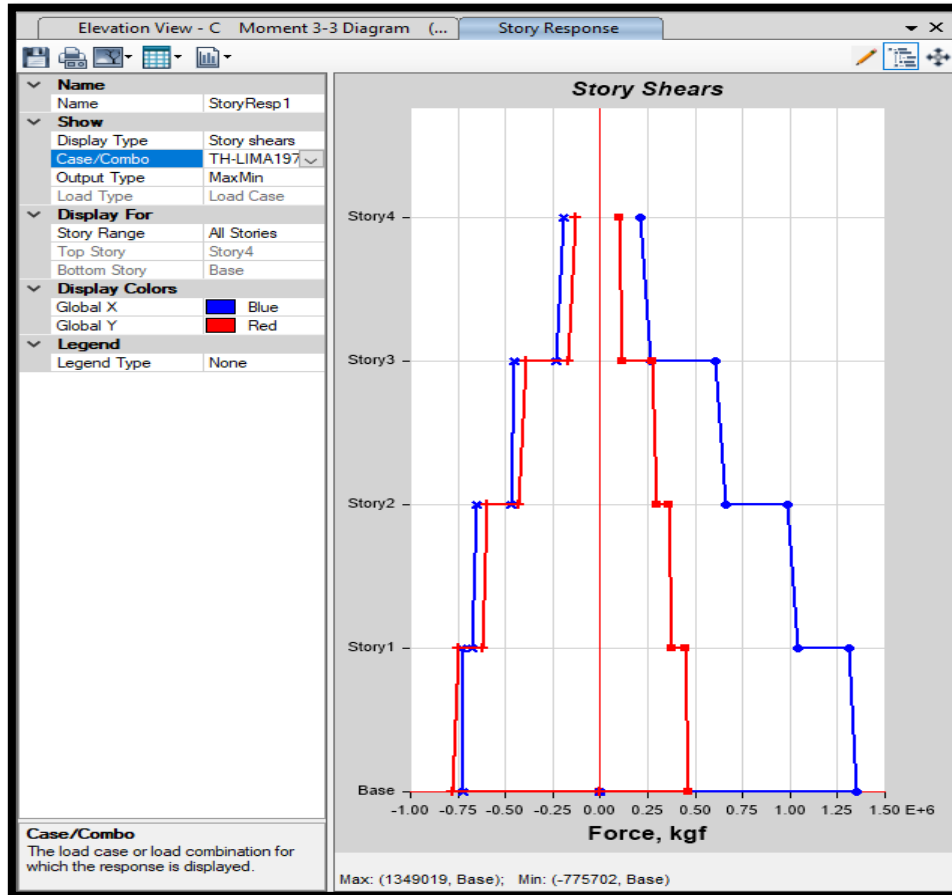 Elevation View - C   Moment 3-3 Diagram   (...
Story Response
Name
Name StoryResp1
Show
Display Type Story shears
Case/Combo TH-LIMA197
Output Type MaxMin
Load Type Load Case
Display For
Story Range All Stories
Top Story Story4
Bottom Story Base
Display Colors
Global X Blue
Global Y Red
Legend
Legend Type None
Case/Combo
The load case or load combination for
which the response is displayed.
Story Shears
Story4
Story3
Story2
Story1
Base
-1.00 -0.75 -0.50 -0.25 0.00 0.25 0.50 0.75 1.00 1.25 1.50 E+6
Force, kgf
Max: (1349019, Base);   Min: (-775702, Base)